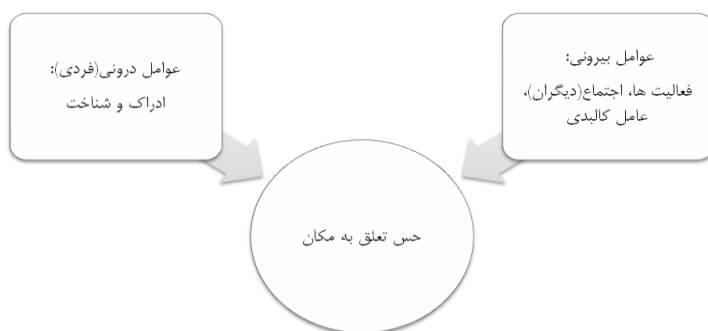 عوامل بیرونی:
فعالیت ها، اجتماع(دیگران)،
عامل کالبدی
عوامل درونی(فردی):
ادراک و شناخت
حس تعلق به مکان